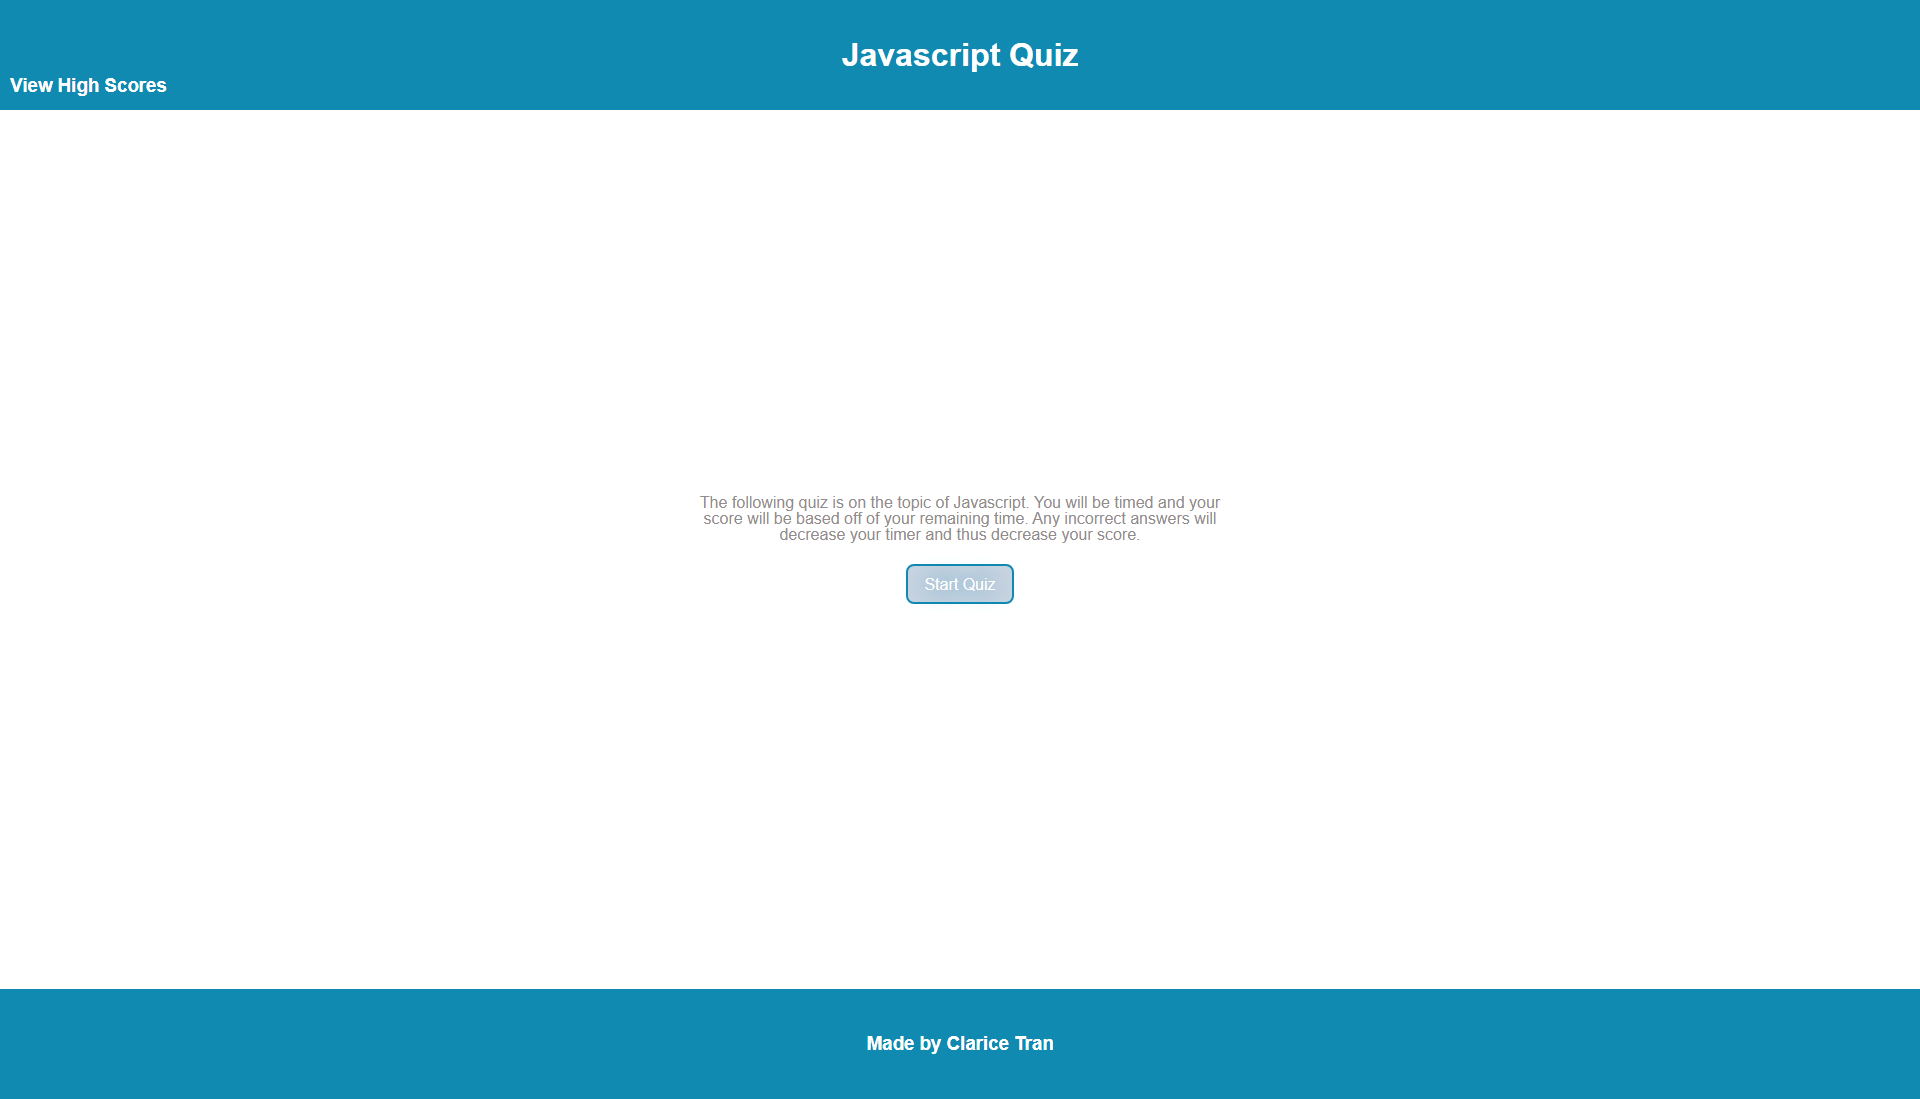 Javascript Quiz
View High Scores
The following quiz is on the topic of Javascript. You will be timed and your
score will be based off of your remaining time. Any incorrect answers will
decrease your timer and thus decrease your score.
Start Quiz
Made by Clarice Tran